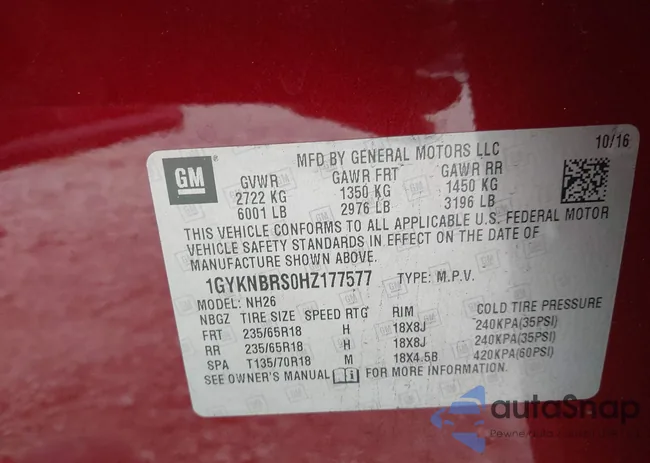 MFD BY GENERAL MOTORS LLC 10/16
GM
GVWR GAWR FRT GAWR RR
2722 KG 1350 KG 1450 KG
6001 LB 2976 LB 3196 LB
THIS VEHICLE CONFORMS TO ALL APPLICABLE U.S. FEDERAL MOTOR
VEHICLE SAFETY STANDARDS IN EFFECT ON THE DATE OF
MANUFACTURE SHOWN ABOVE.
1GYKNBRS0HZ177577 TYPE: M.P.V.
MODEL: NH26
NBGZ TIRE SIZE SPEED RTG RIM COLD TIRE PRESSURE
FRT 235/65R18 H 18X8J 240KPA(35PSI)
RR 235/65R18 H 18X8J 240KPA(35PSI)
SPA T135/70R18 M 18X4.5B 420KPA(60PSI)
SEE OWNER'S MANUAL FOR MORE INFORMATION.
autoSnap